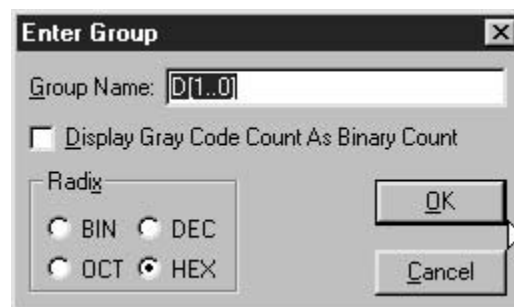 Enter Group
Group Name: D[1..0]
Display Gray Code Count As Binary Count
Radix
BIN DEC
OCT HEX
OK
Cancel